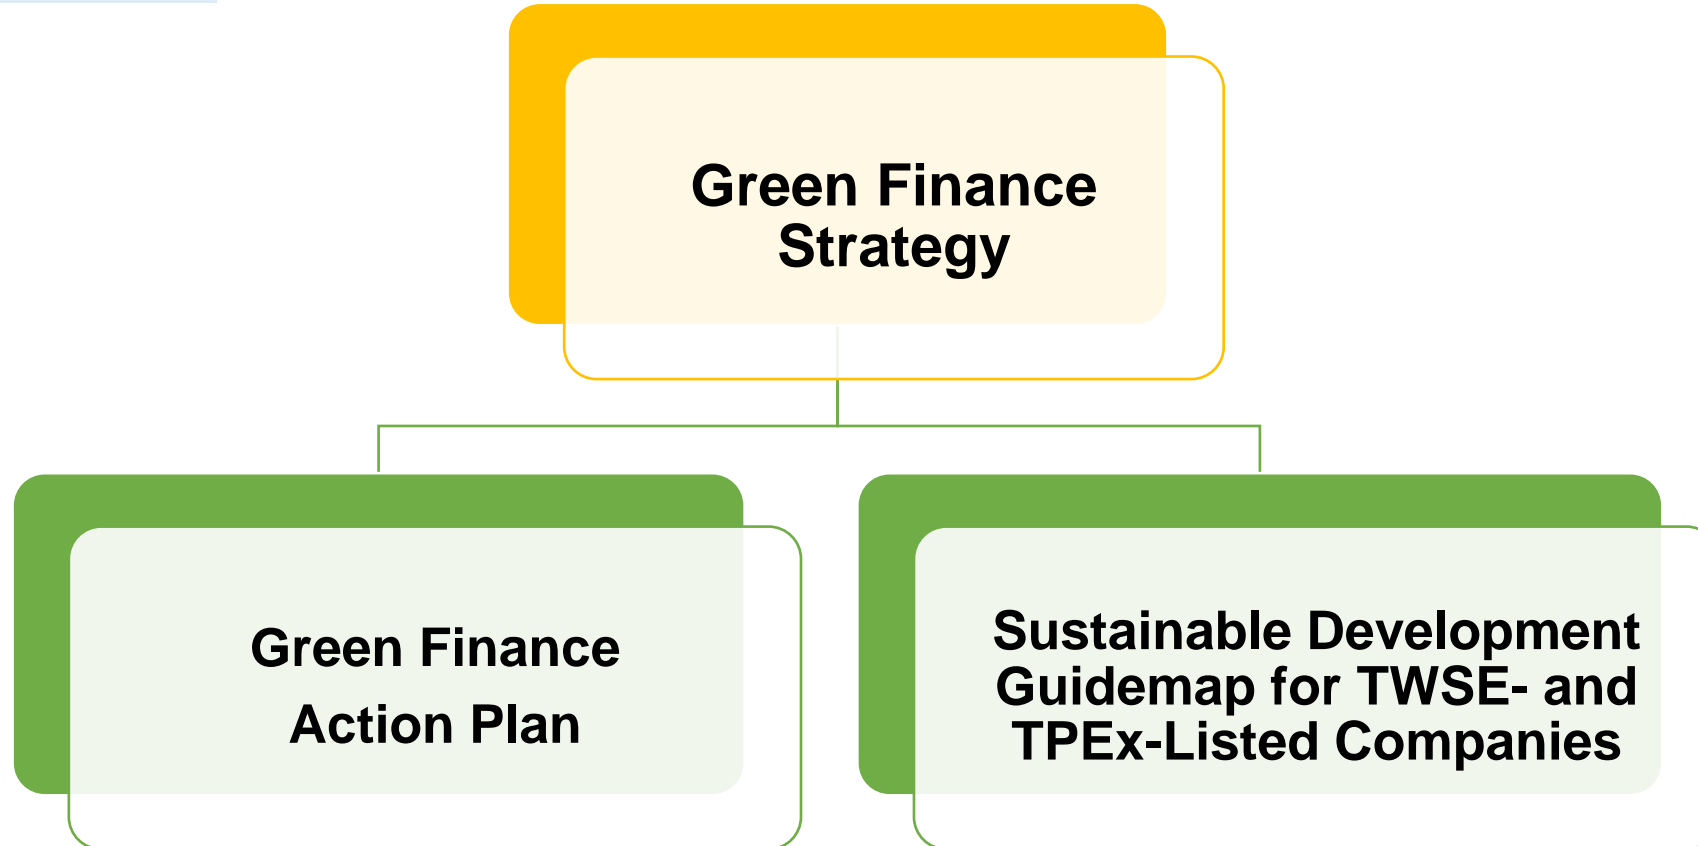 Green Finance
Strategy
Green Finance
Action Plan
Sustainable Development
Guidemap for TWSE- and
TPEx-Listed Companies